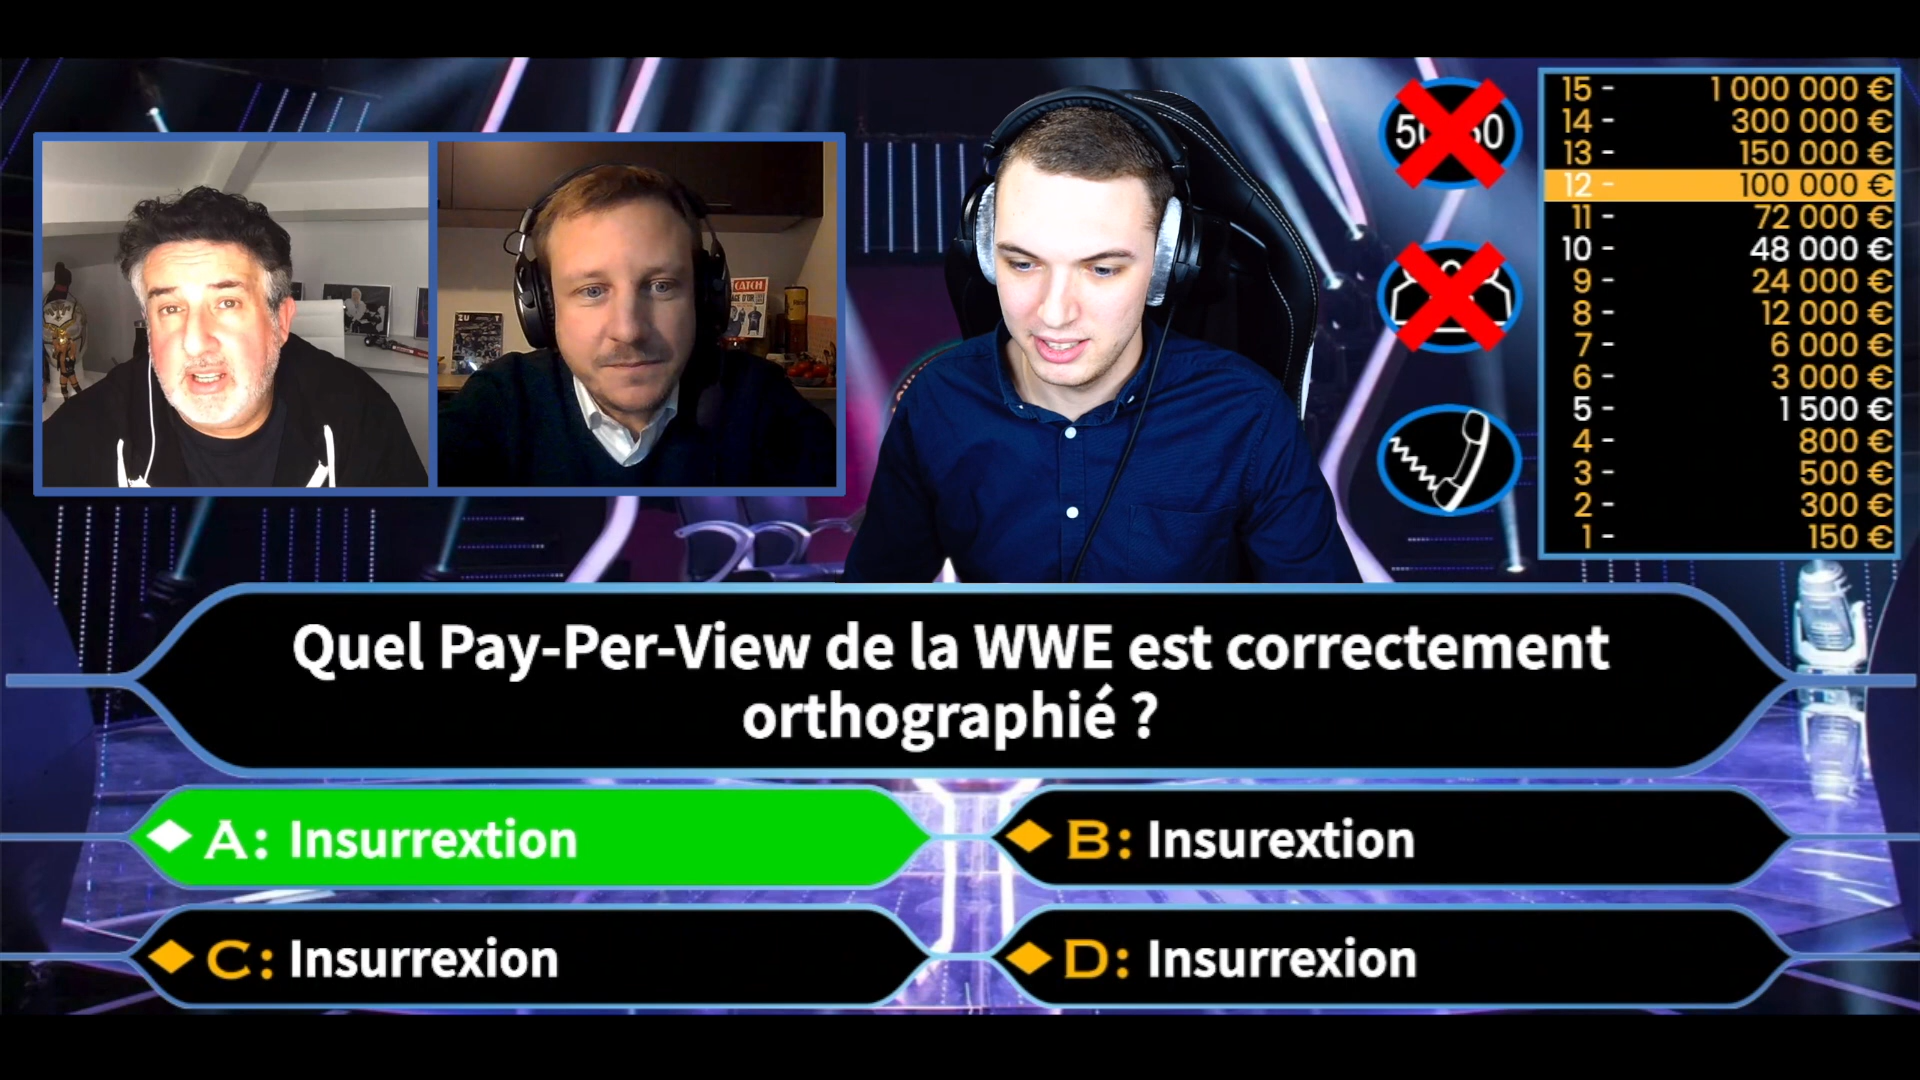 15 - 1 000 000 €
14 - 300 000 €
13 - 150 000 €
12 - 100 000 €
11 - 72 000 €
10 - 48 000 €
9 - 24 000 €
8 - 12 000 €
7 - 6 000 €
6 - 3 000 €
5 - 1 500 €
4 - 800 €
3 - 500 €
2 - 300 €
1 - 150 €
CATCH
Quel Pay-Per-View de la WWE est correctement
orthographié ?
A: Insurrextion
B: Insurextion
C: Insurrexion
D: Insurrexion